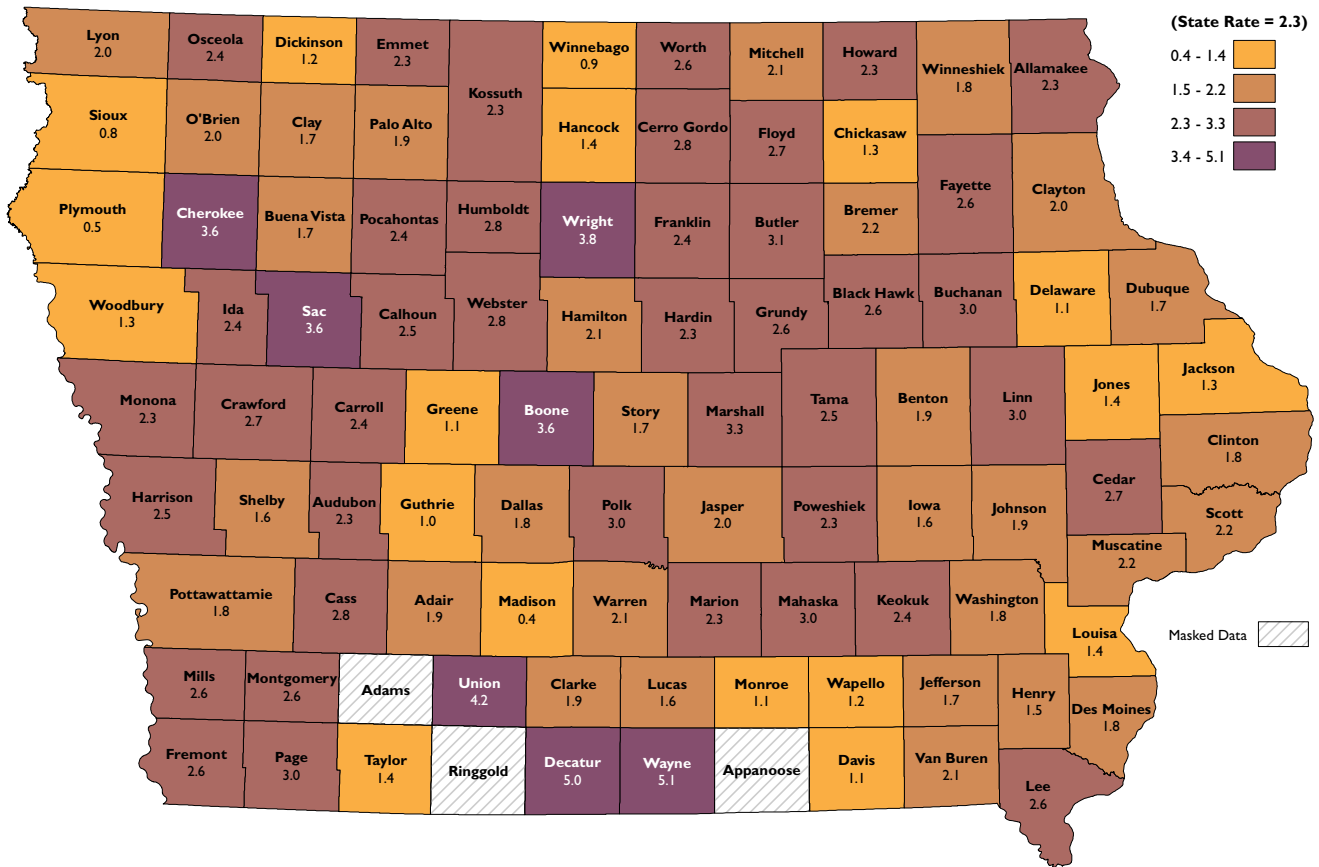 (State Rate = 2.3)
0.4 - 1.4
1.5 - 2.2
2.3 - 3.3
3.4 - 5.1
Lyon
2.0
Osceola
2.4
Dickinson
1.2
Emmet
2.3
Kossuth
2.3
Winnebago
0.9
Worth
2.6
Mitchell
2.1
Howard
2.3
Winneshiek
1.8
Allamakee
2.3
Sioux
0.8
O'Brien
2.0
Clay
1.7
Palo Alto
1.9
Hancock
1.4
Cerro Gordo
2.8
Floyd
2.7
Chickasaw
1.3
Fayette
2.6
Clayton
2.0
Plymouth
0.5
Cherokee
3.6
Buena Vista
1.7
Pocahontas
2.4
Humboldt
2.8
Wright
3.8
Franklin
2.4
Butler
3.1
Bremer
2.2
Woodbury
1.3
Ida
2.4
Sac
3.6
Calhoun
2.5
Webster
2.8
Hamilton
2.1
Hardin
2.3
Grundy
2.6
Black Hawk
2.6
Buchanan
3.0
Delaware
1.1
Dubuque
1.7
Monona
2.3
Crawford
2.7
Carroll
2.4
Greene
1.1
Boone
3.6
Story
1.7
Marshall
3.3
Tama
2.5
Benton
1.9
Linn
3.0
Jones
1.4
Jackson
1.3
Clinton
1.8
Harrison
2.5
Shelby
1.6
Audubon
2.3
Guthrie
1.0
Dallas
1.8
Polk
3.0
Jasper
2.0
Poweshiek
2.3
Iowa
1.6
Johnson
1.9
Cedar
2.7
Scott
2.2
Muscatine
2.2
Pottawattamie
1.8
Cass
2.8
Adair
1.9
Madison
0.4
Warren
2.1
Marion
2.3
Mahaska
3.0
Keokuk
2.4
Washington
1.8
Louisa
1.4
Masked Data
Mills
2.6
Montgomery
2.6
Adams
Union
4.2
Clarke
1.9
Lucas
1.6
Monroe
1.1
Wapello
1.2
Jefferson
1.7
Henry
1.5
Des Moines
1.8
Fremont
2.6
Page
3.0
Taylor
1.4
Ringgold
Decatur
5.0
Wayne
5.1
Appanoose
Davis
1.1
Van Buren
2.1
Lee
2.6